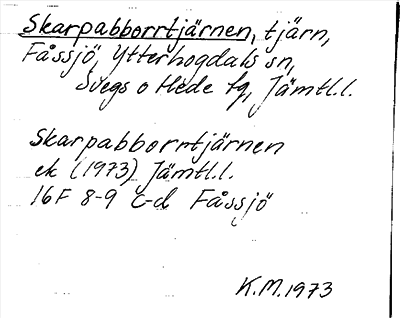 Skarpabborrtjärnen, tjärn,
Fåssjö, Ytterhogdals sn,
Svegs o Hede tg, Jämtl.l.
Skarpabborrtjärnen
ek (1973) Jämtl.l.
16F 8-9 c-d Fåssjö
K.M. 1973